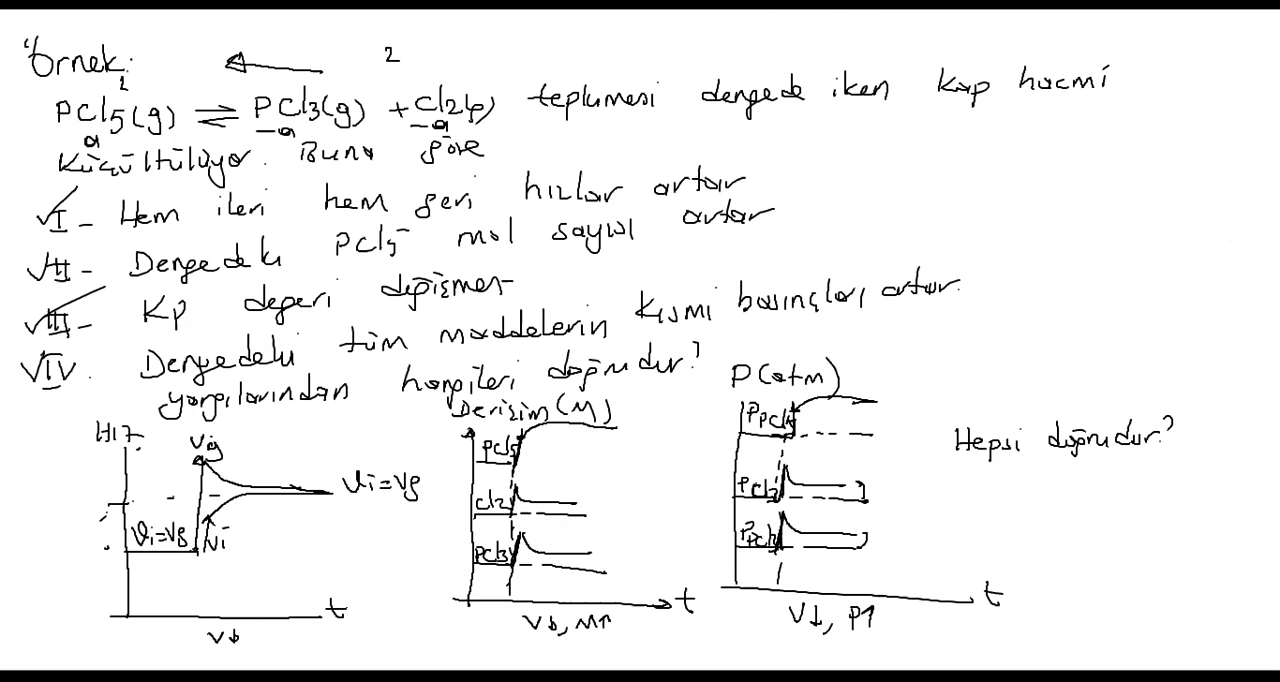 Örnek:
2
PCl5(g) ⇌ PCl3(g) + Cl2(g) tepkimesi dengede iken kap hacmi
a -a -a
küçültülüyor. Buna göre
√ I- Hem ileri hem geri hızlar artar
√ II- Dengedeki PCl5 mol sayısı artar
√ III- Kp değeri değişmez
√ IV. Dengedeki tüm maddelerin kısmi basınçları artar.
yargılarından hangileri doğrudur?
Hız
Vg
Vi=Vg
Vi=Vg
Vi
t
V↓
Derişim (M)
PCl5
Cl2
PCl3
t
V↓, M↑
P(atm)
PPCl5
PCl2
PPCl3
t
V↓, P↑
Hepsi doğrudur?